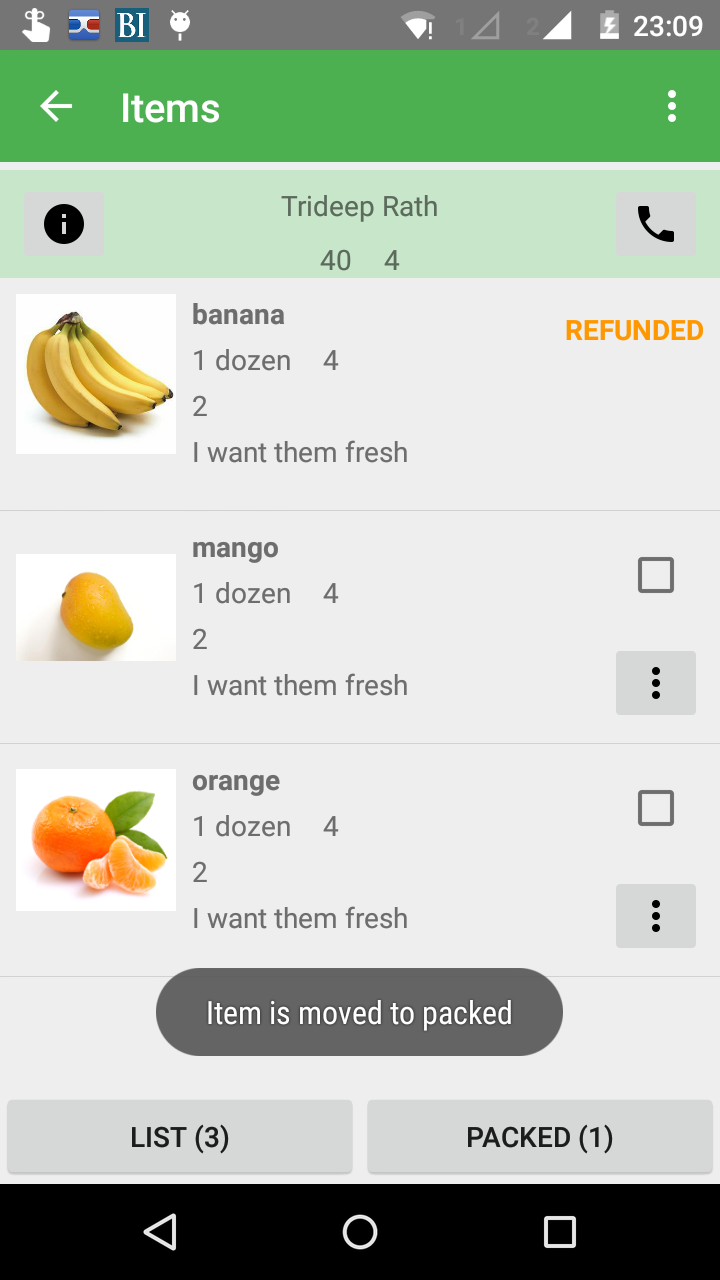 BI 1 2 23:09
Items
Trideep Rath
40 4
banana
REFUNDED
1 dozen 4
2
I want them fresh
mango
1 dozen 4
2
I want them fresh
orange
1 dozen 4
2
I want them fresh
Item is moved to packed
LIST (3) PACKED (1)